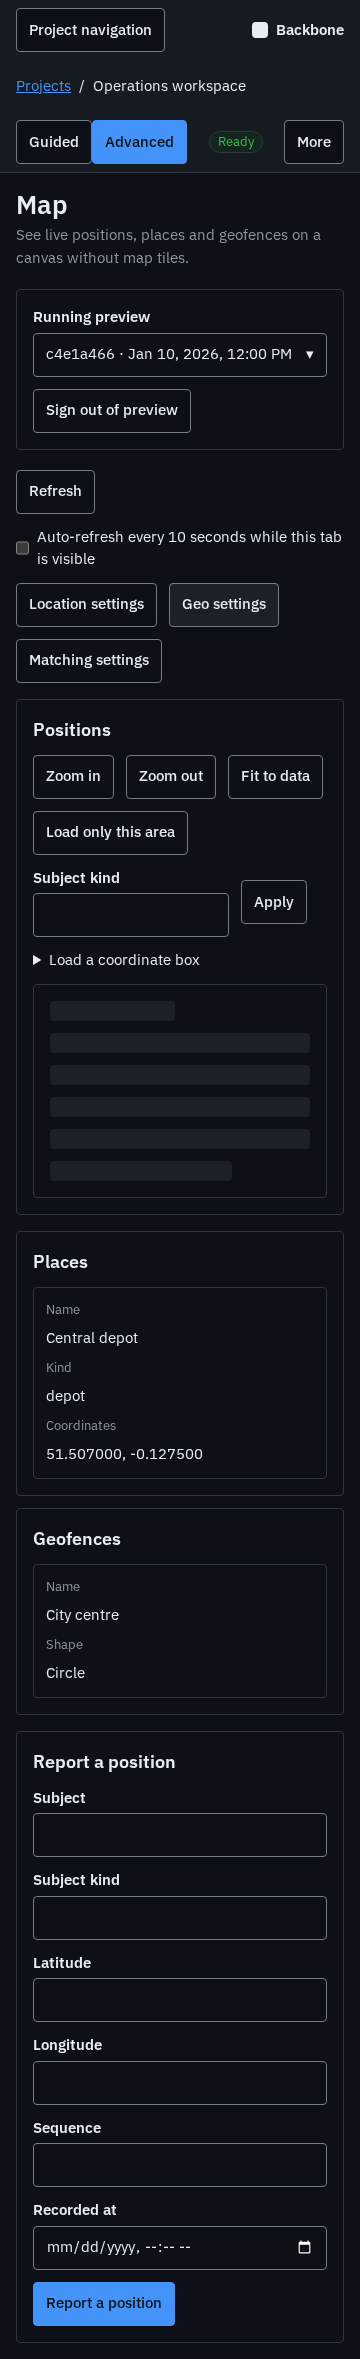 Project navigation
Backbone
Projects / Operations workspace
Guided
Advanced
Ready
More
Map
See live positions, places and geofences on a
canvas without map tiles.
Running preview
c4e1a466 · Jan 10, 2026, 12:00 PM ▾
Sign out of preview
Refresh
Auto-refresh every 10 seconds while this tab
is visible
Location settings
Geo settings
Matching settings
Positions
Zoom in
Zoom out
Fit to data
Load only this area
Subject kind
Apply
Load a coordinate box
Places
Name
Central depot
Kind
depot
Coordinates
51.507000, -0.127500
Geofences
Name
City centre
Shape
Circle
Report a position
Subject
Subject kind
Latitude
Longitude
Sequence
Recorded at
mm/dd/yyyy, --:-- --
Report a position